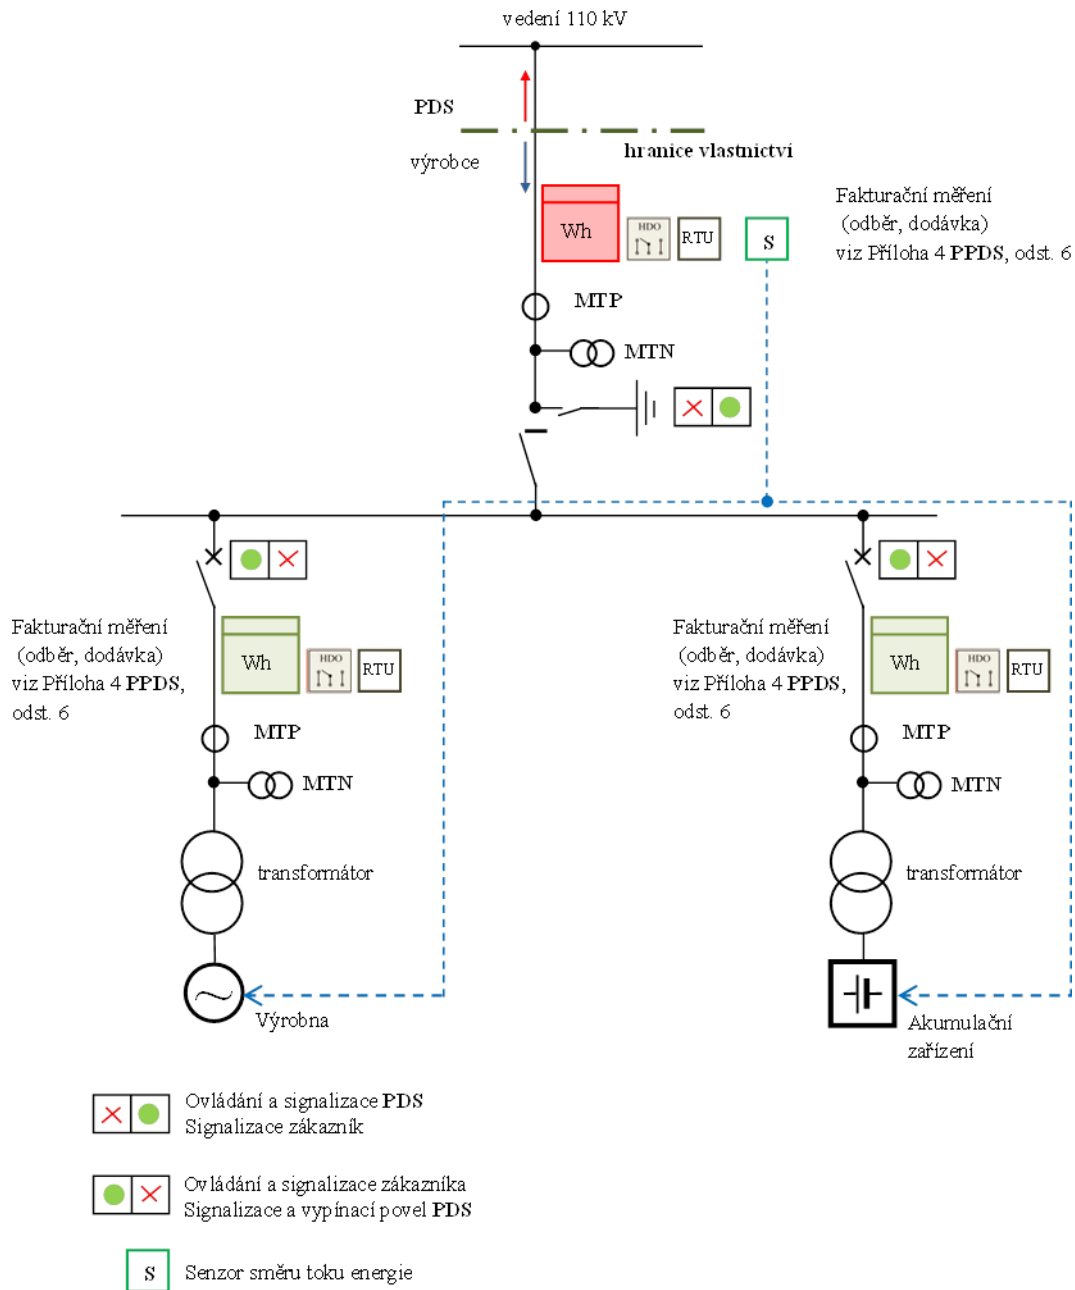 vedení 110 kV
PDS
hranice vlastnictví
výrobce
Fakturační měření
(odběr, dodávka)
viz Příloha 4 PPDS, odst. 6
Wh
HDO
RTU
S
MTP
MTN
Fakturační měření
(odběr, dodávka)
viz Příloha 4 PPDS,
odst. 6
Wh
HDO
RTU
MTP
MTN
transformátor
Výrobna
Fakturační měření
(odběr, dodávka)
viz Příloha 4 PPDS,
odst. 6
Wh
HDO
RTU
MTP
MTN
transformátor
Akumulační
zařízení
Ovládání a signalizace PDS
Signalizace zákazník
Ovládání a signalizace zákazníka
Signalizace a vypínací povel PDS
S
Senzor směru toku energie